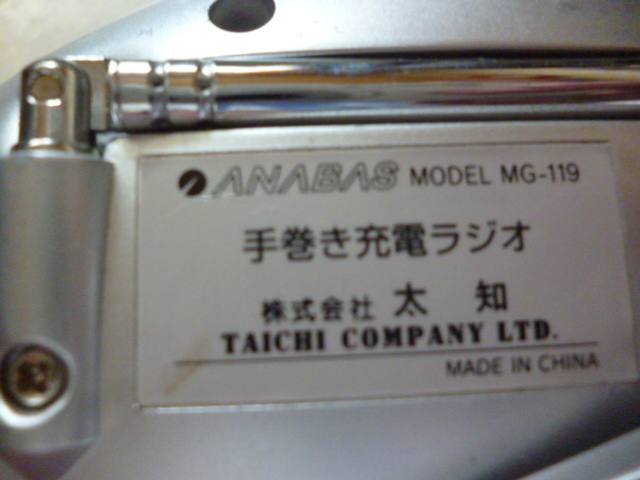 ANABAS MODEL MG-119
手巻き充電ラジオ
株式会社 太 知
TAICHI COMPANY LTD.
MADE IN CHINA